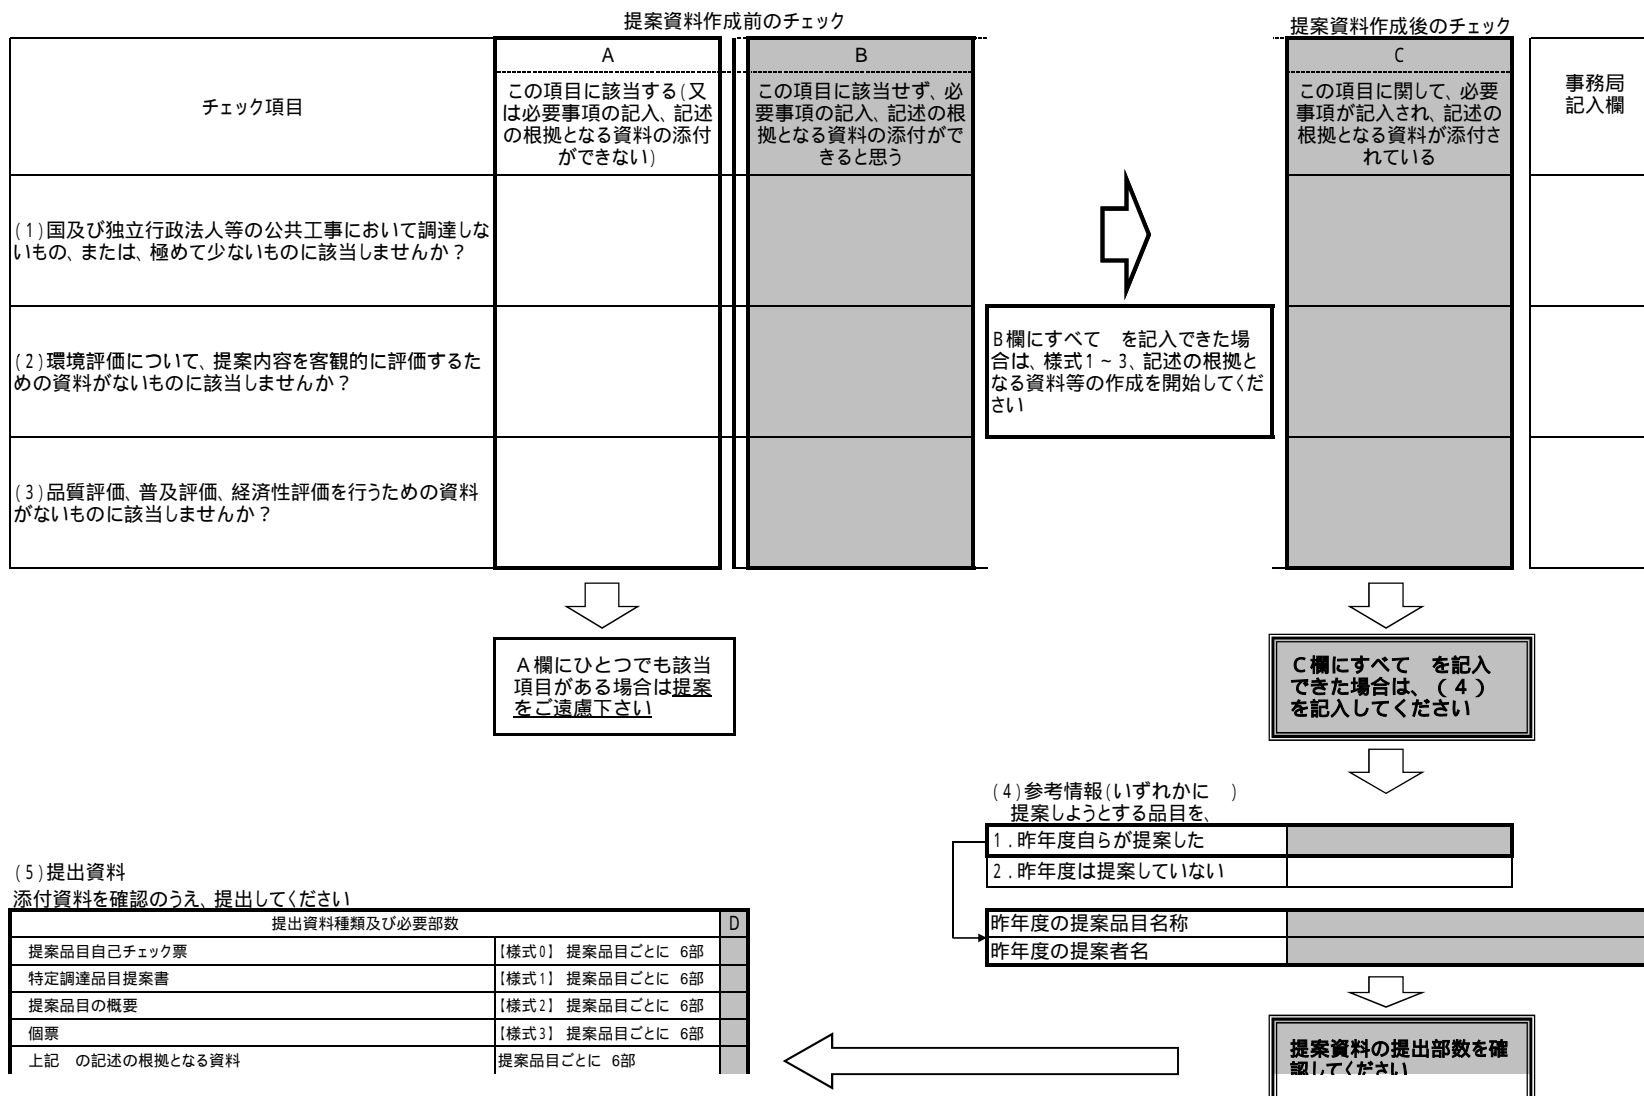 提案資料作成前のチェック
提案資料作成後のチェック
チェック項目
A
この項目に該当する(又
は必要事項の記入、記述
の根拠となる資料の添付
ができない)
B
この項目に該当せず、必
要事項の記入、記述の根
拠となる資料の添付がで
きると思う
C
この項目に関して、必要
事項が記入され、記述の
根拠となる資料が添付さ
れている
事務局
記入欄
(1)国及び独立行政法人等の公共工事において調達しな
いもの、または、極めて少ないものに該当しませんか?
(2)環境評価について、提案内容を客観的に評価するた
めの資料がないものに該当しませんか?
(3)品質評価、普及評価、経済性評価を行うための資料
がないものに該当しませんか?
B欄にすべて　を記入できた場
合は、様式1~3、記述の根拠と
なる資料等の作成を開始してくだ
さい
A欄にひとつでも該当
項目がある場合は提案
をご遠慮下さい
C欄にすべて　を記入
できた場合は、(4)
を記入してください
(4)参考情報(いずれかに　)
提案しようとする品目を、
1.昨年度自らが提案した
2.昨年度は提案していない
昨年度の提案品目名称
昨年度の提案者名
(5)提出資料
添付資料を確認のうえ、提出してください
提出資料種類及び必要部数 D
提案品目自己チェック票 【様式0】 提案品目ごとに 6部
特定調達品目提案書 【様式1】 提案品目ごとに 6部
提案品目の概要 【様式2】 提案品目ごとに 6部
個票 【様式3】 提案品目ごとに 6部
上記　の記述の根拠となる資料 提案品目ごとに 6部
提案資料の提出部数を確
認してください